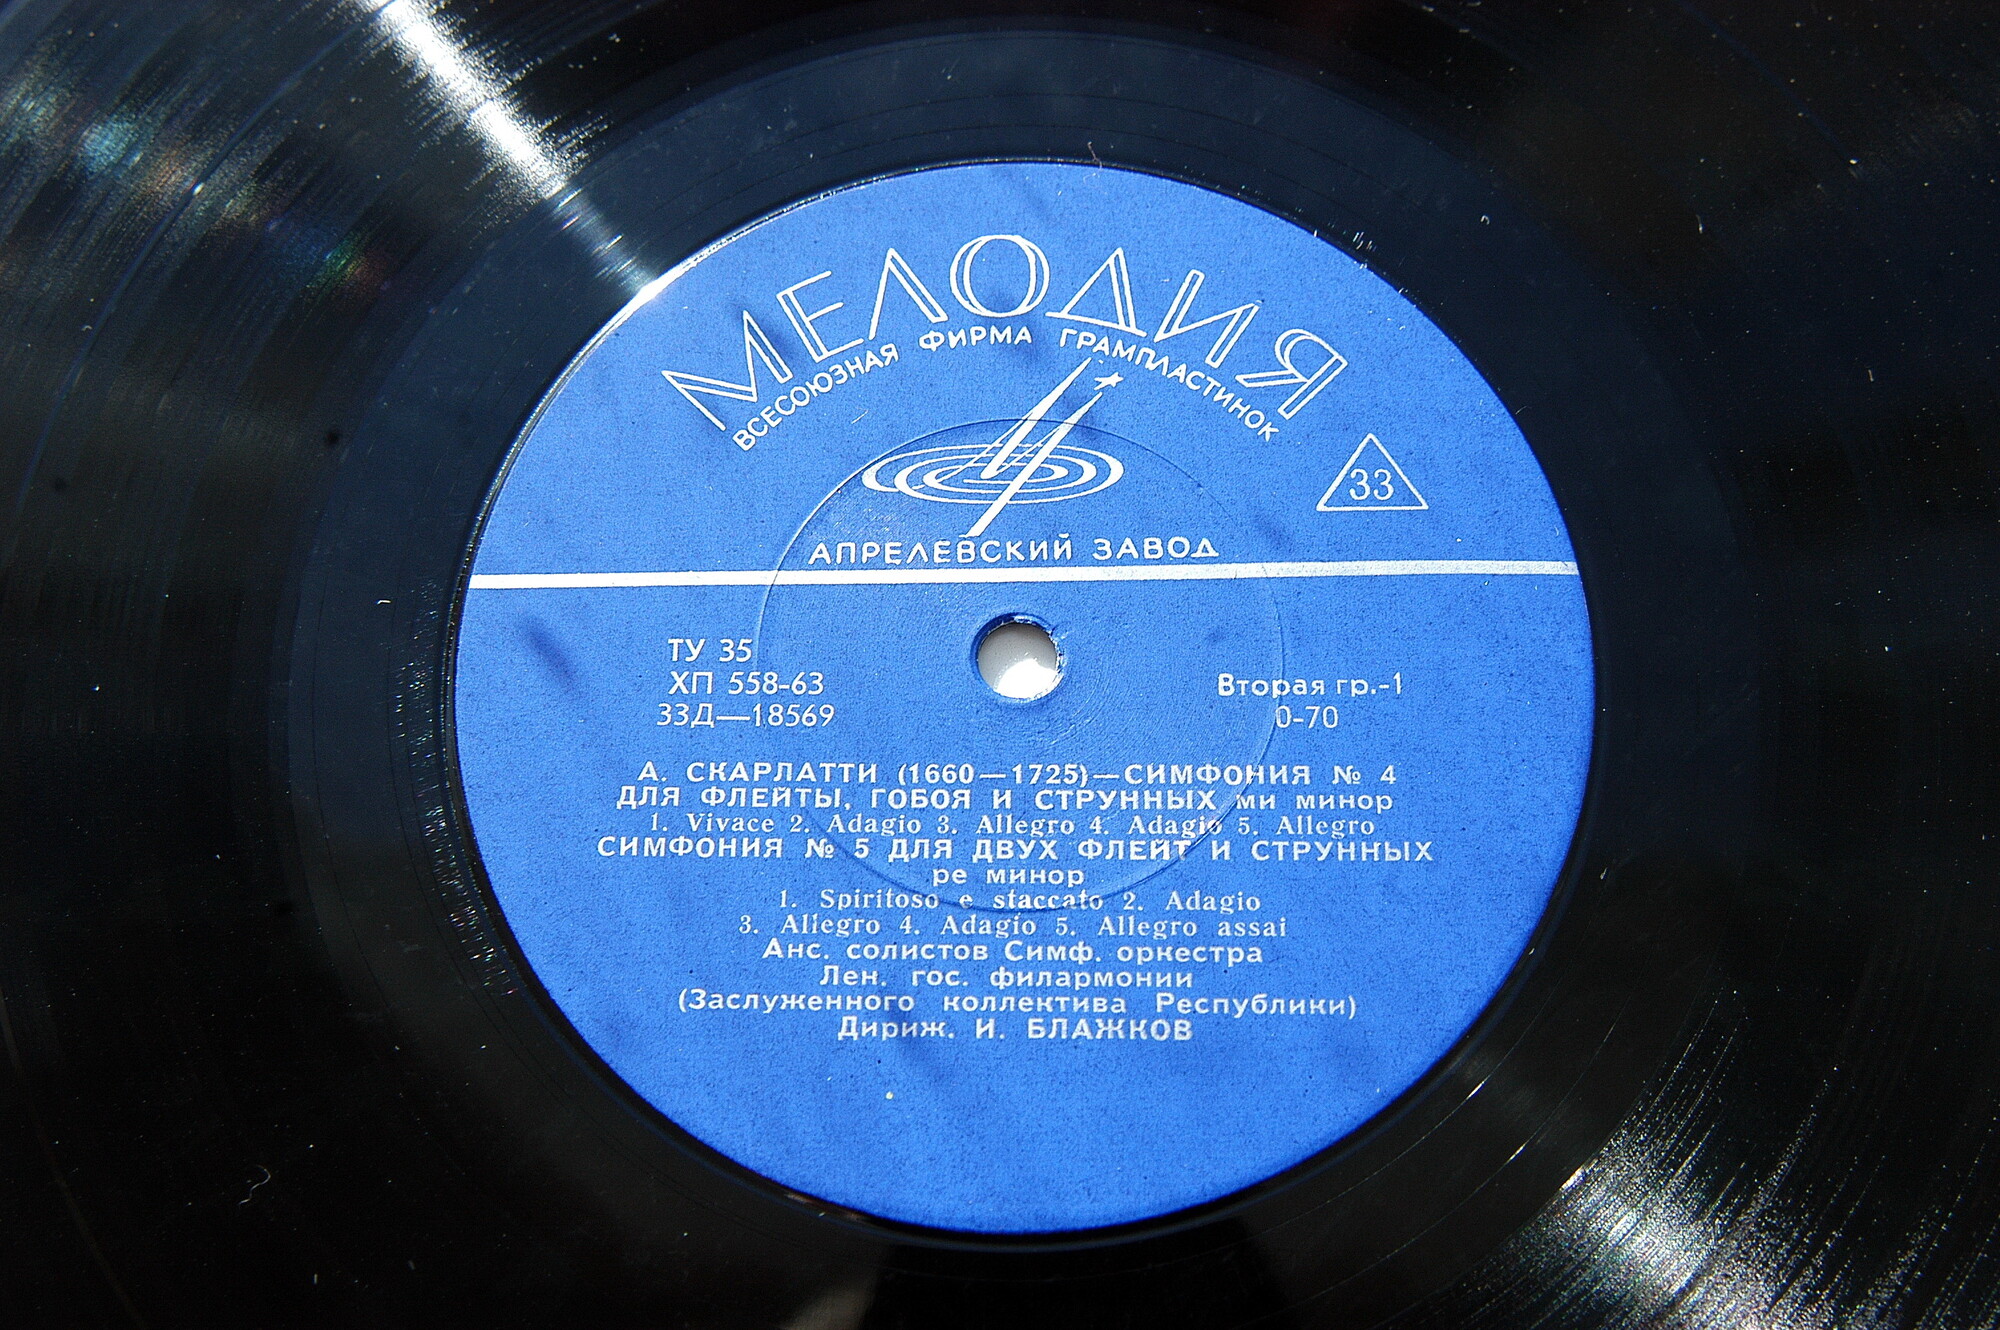 МЕЛОДИЯ
ВСЕСОЮЗНАЯ ФИРМА ГРАМПЛАСТИНОК
33
АПРЕЛЕВСКИЙ ЗАВОД
ТУ 35
ХП 558-63
33Д—18569
Вторая гр.-1
0-70
А. СКАРЛАТТИ (1660—1725)—СИМФОНИЯ № 4
ДЛЯ ФЛЕЙТЫ, ГОБОЯ И СТРУННЫХ ми минор
1. Vivace 2. Adagio 3. Allegro 4. Adagio 5. Allegro
СИМФОНИЯ № 5 ДЛЯ ДВУХ ФЛЕЙТ И СТРУННЫХ
ре минор
1. Spiritoso e staccato 2. Adagio
3. Allegro 4. Adagio 5. Allegro assai
Анс. солистов Симф. оркестра
Лен. гос. филармонии
(Заслуженного коллектива Республики)
Дириж. И. БЛАЖКОВ